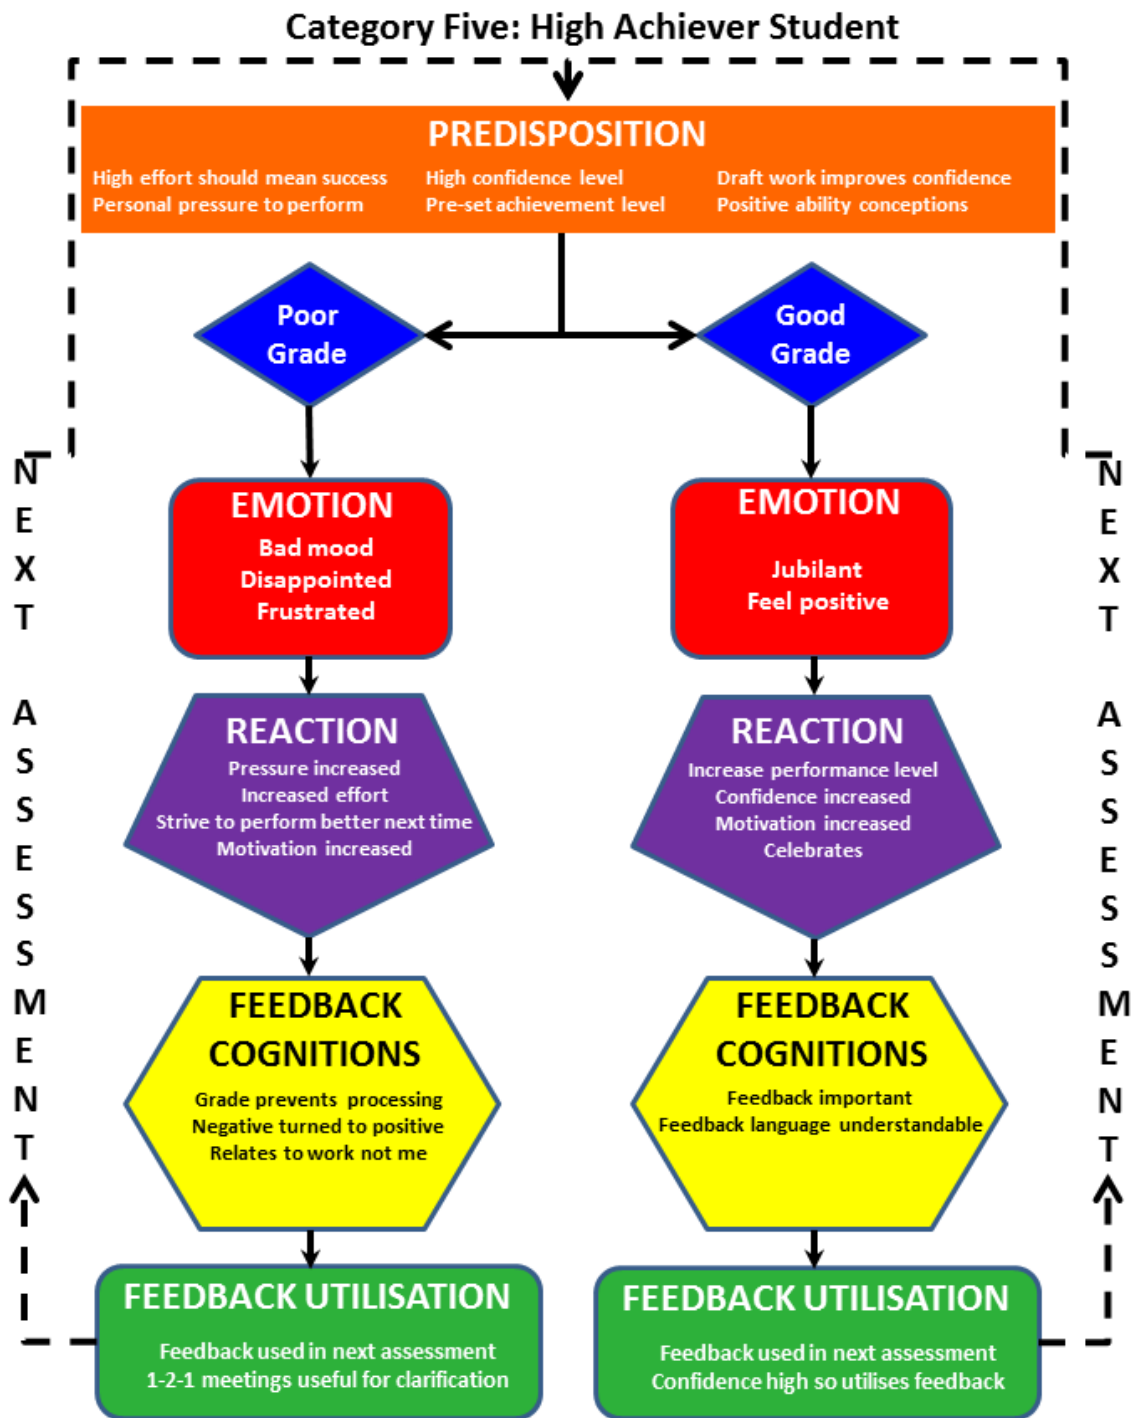 Category Five: High Achiever Student
PREDISPOSITION
High effort should mean success
Personal pressure to perform
High confidence level
Pre-set achievement level
Draft work improves confidence
Positive ability conceptions
Poor
Grade
Good
Grade
EMOTION
Bad mood
Disappointed
Frustrated
EMOTION
Jubilant
Feel positive
REACTION
Pressure increased
Increased effort
Strive to perform better next time
Motivation increased
REACTION
Increase performance level
Confidence increased
Motivation increased
Celebrates
FEEDBACK
COGNITIONS
Grade prevents processing
Negative turned to positive
Relates to work not me
FEEDBACK
COGNITIONS
Feedback important
Feedback language understandable
FEEDBACK UTILISATION
Feedback used in next assessment
1-2-1 meetings useful for clarification
FEEDBACK UTILISATION
Feedback used in next assessment
Confidence high so utilises feedback
NEXT ASSESSMENT
NEXT ASSESSMENT